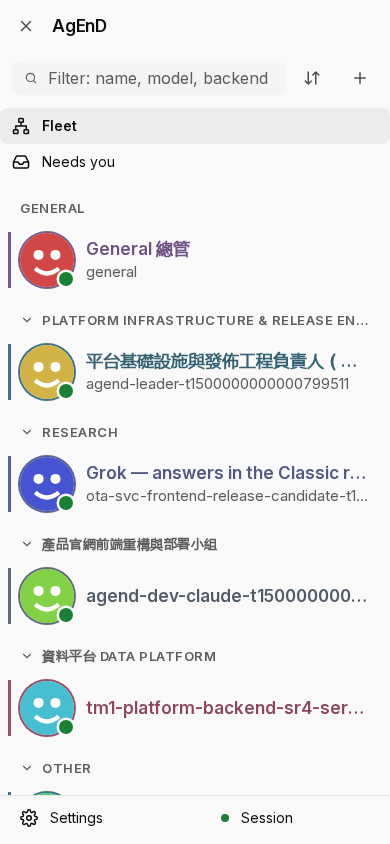 AgEnD
Filter: name, model, backend
Fleet
Needs you
GENERAL
General 總管
general
PLATFORM INFRASTRUCTURE & RELEASE EN...
平台基礎設施與發佈工程負責人（ ...
agend-leader-t1500000000000799511
RESEARCH
Grok — answers in the Classic r...
ota-svc-frontend-release-candidate-t1...
產品官網前端重構與部署小組
agend-dev-claude-t150000000...
資料平台 DATA PLATFORM
tm1-platform-backend-sr4-ser...
OTHER
Settings
Session